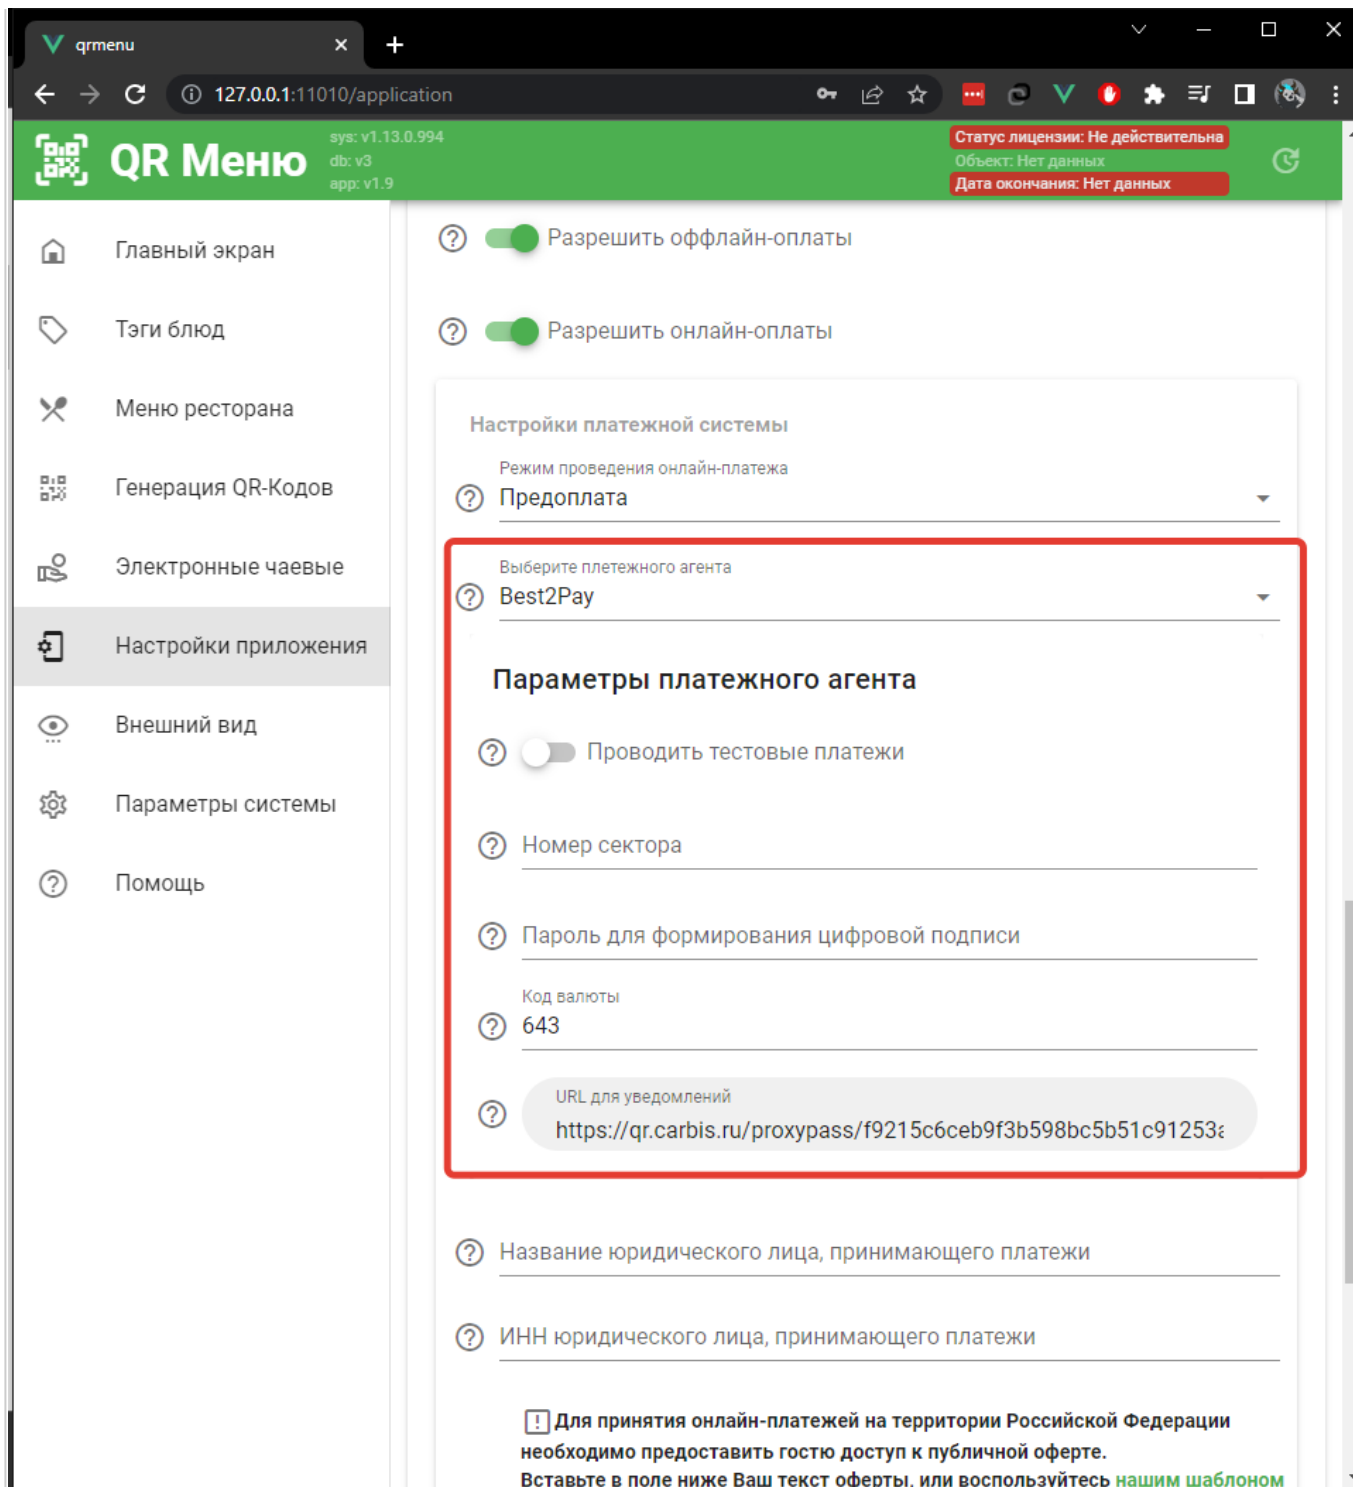 qrmenu
127.0.0.1:11010/application
QR Меню
sys: v1.13.0.994
db: v3
app: v1.9
Статус лицензии: Не действительна
Объект: Нет данных
Дата окончания: Нет данных
Главный экран
Тэги блюд
Меню ресторана
Генерация QR-Кодов
Электронные чаевые
Настройки приложения
Внешний вид
Параметры системы
Помощь
Разрешить оффлайн-оплаты
Разрешить онлайн-оплаты
Настройки платежной системы
Режим проведения онлайн-платежа
Предоплата
Выберите плетежного агента
Best2Pay
Параметры платежного агента
Проводить тестовые платежи
Номер сектора
Пароль для формирования цифровой подписи
Код валюты
643
URL для уведомлений
https://qr.carbis.ru/proxypass/f9215c6ceb9f3b598bc5b51c91253a
Название юридического лица, принимающего платежи
ИНН юридического лица, принимающего платежи
Для принятия онлайн-платежей на территории Российской Федерации
необходимо предоставить гостю доступ к публичной оферте.
Вставьте в поле ниже Ваш текст оферты, или воспользуйтесь нашим шаблоном